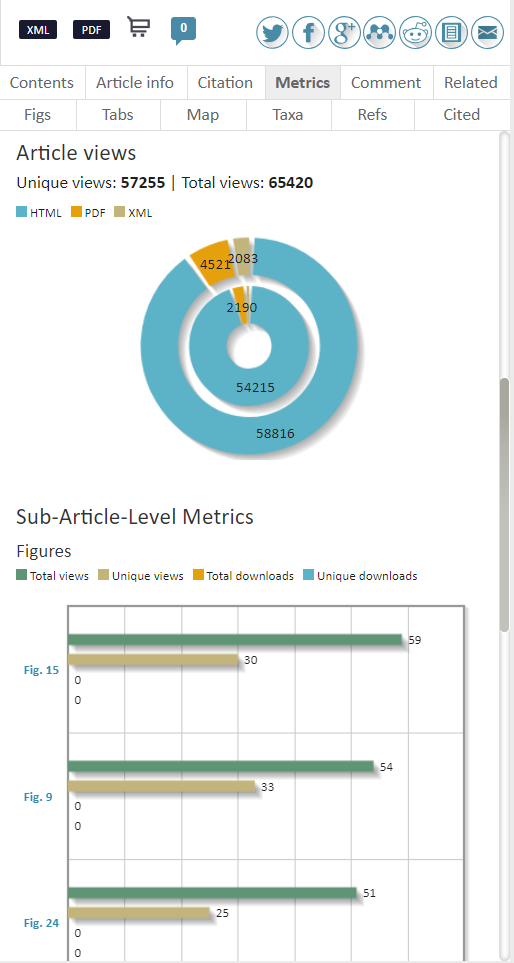 XML PDF 0
Contents Article info Citation Metrics Comment Related
Figs Tabs Map Taxa Refs Cited
Article views
Unique views: 57255 | Total views: 65420
HTML PDF XML
4521 2083
2190
54215
58816
Sub-Article-Level Metrics
Figures
Total views Unique views Total downloads Unique downloads
59
Fig. 15
30
0
0
54
Fig. 9
33
0
0
51
Fig. 24
25
0
0